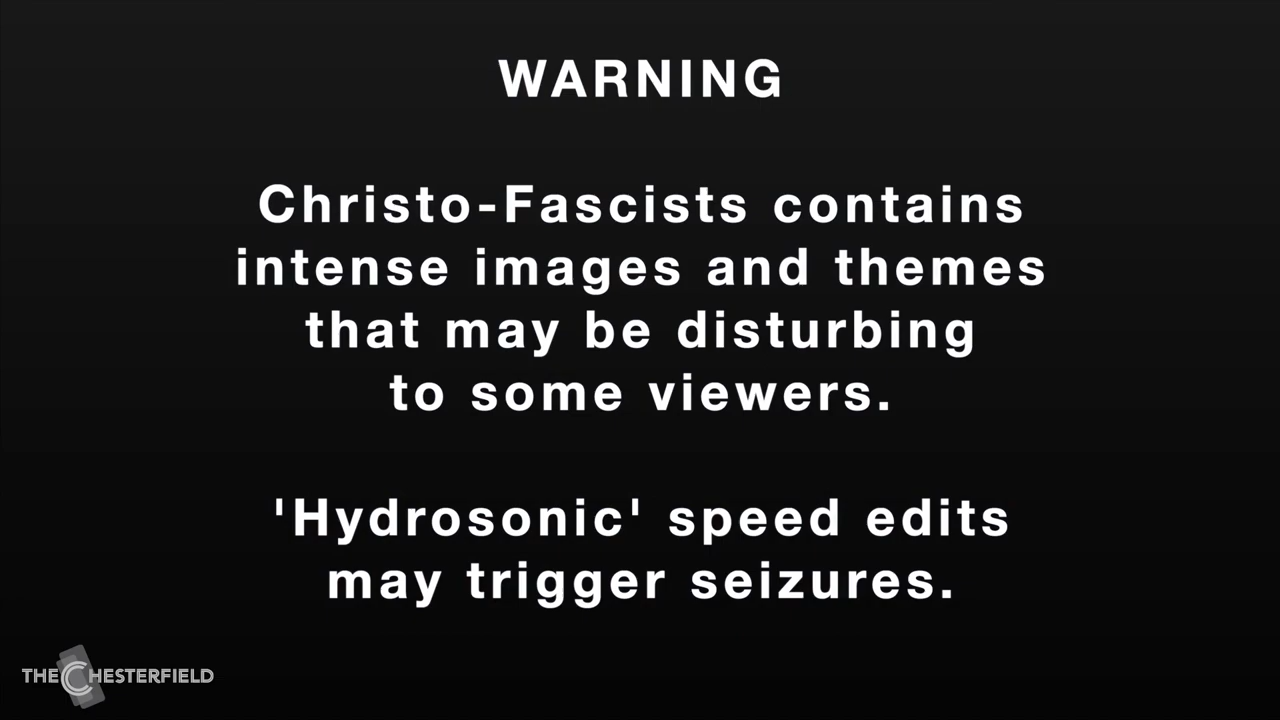 WARNING
Christo-Fascists contains
intense images and themes
that may be disturbing
to some viewers.
'Hydrosonic' speed edits
may trigger seizures.
THE CHESTERFIELD